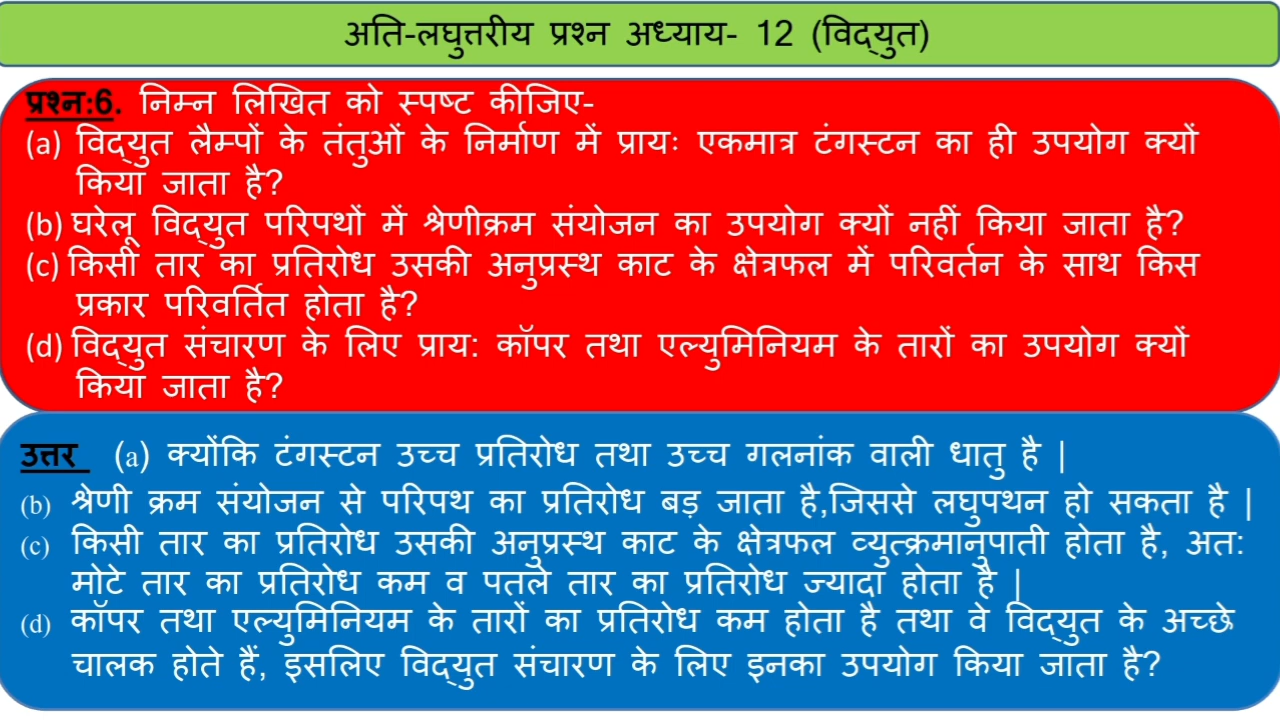 अति-लघुत्तरीय प्रश्न अध्याय- 12 (विद्युत)
प्रश्न:6. निम्न लिखित को स्पष्ट कीजिए-
(a) विद्युत लैम्पों के तंतुओं के निर्माण में प्रायः एकमात्र टंगस्टन का ही उपयोग क्यों
किया जाता है?
(b) घरेलू विद्युत परिपथों में श्रेणीक्रम संयोजन का उपयोग क्यों नहीं किया जाता है?
(c) किसी तार का प्रतिरोध उसकी अनुप्रस्थ काट के क्षेत्रफल में परिवर्तन के साथ किस
प्रकार परिवर्तित होता है?
(d) विद्युत संचारण के लिए प्राय: कॉपर तथा एल्युमिनियम के तारों का उपयोग क्यों
किया जाता है?
उत्तर (a) क्योंकि टंगस्टन उच्च प्रतिरोध तथा उच्च गलनांक वाली धातु है |
(b) श्रेणी क्रम संयोजन से परिपथ का प्रतिरोध बड़ जाता है,जिससे लघुपथन हो सकता है |
(c) किसी तार का प्रतिरोध उसकी अनुप्रस्थ काट के क्षेत्रफल व्युत्क्रमानुपाती होता है, अत:
मोटे तार का प्रतिरोध कम व पतले तार का प्रतिरोध ज्यादा होता है |
(d) कॉपर तथा एल्युमिनियम के तारों का प्रतिरोध कम होता है तथा वे विद्युत के अच्छे
चालक होते हैं, इसलिए विद्युत संचारण के लिए इनका उपयोग किया जाता है?